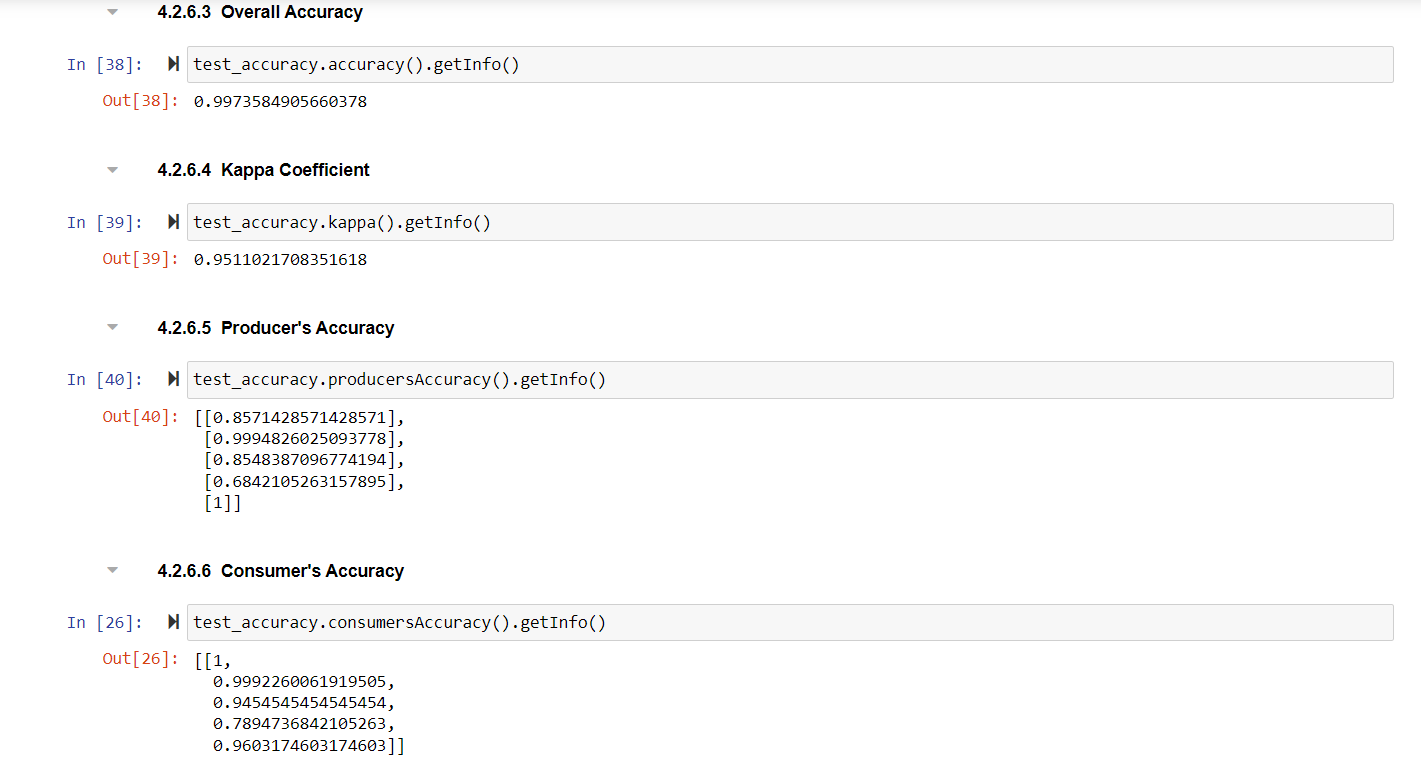 4.2.6.3 Overall Accuracy
In [38]: test_accuracy.accuracy().getInfo()
Out[38]: 0.9973584905660378
4.2.6.4 Kappa Coefficient
In [39]: test_accuracy.kappa().getInfo()
Out[39]: 0.9511021708351618
4.2.6.5 Producer's Accuracy
In [40]: test_accuracy.producersAccuracy().getInfo()
Out[40]: [[0.8571428571428571],
[0.9994826025093778],
[0.8548387096774194],
[0.6842105263157895],
[1]]
4.2.6.6 Consumer's Accuracy
In [26]: test_accuracy.consumersAccuracy().getInfo()
Out[26]: [[1,
0.9992260061919505,
0.9454545454545454,
0.7894736842105263,
0.9603174603174603]]